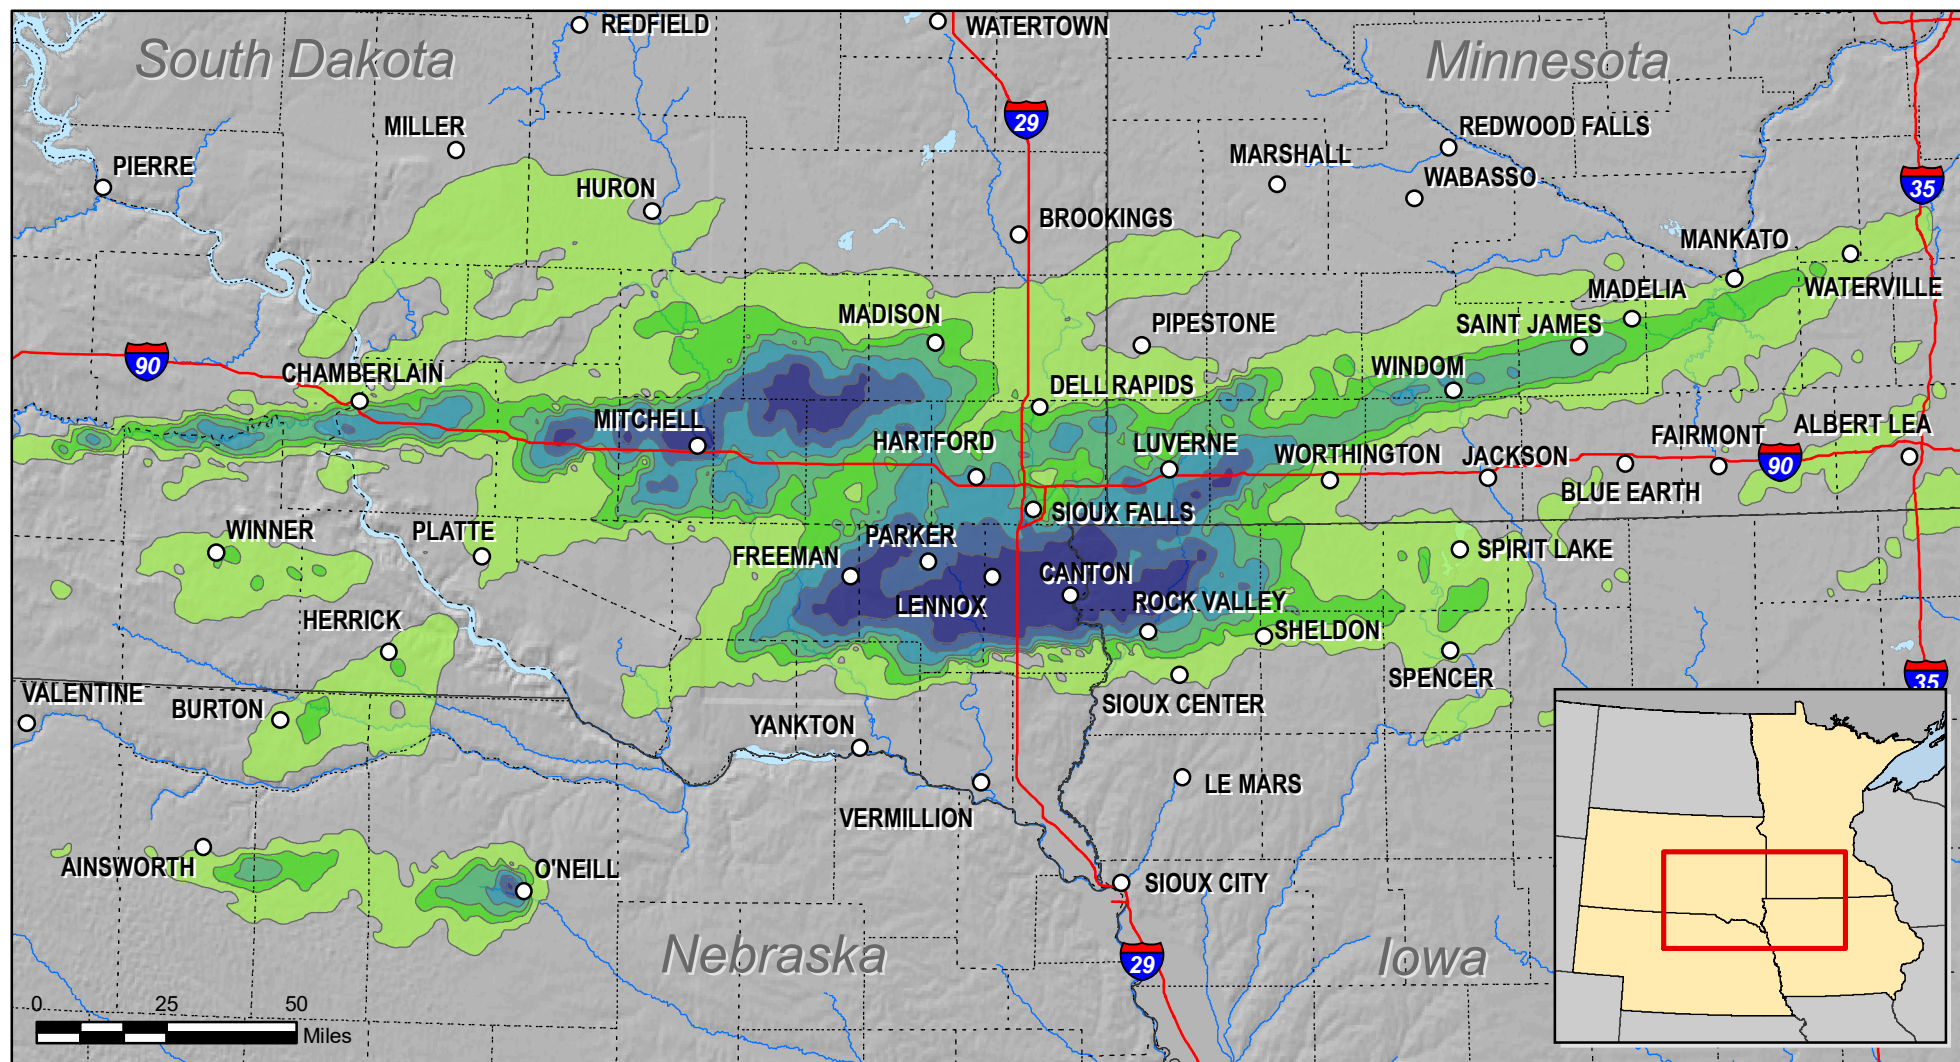 REDFIELD
WATERTOWN
South Dakota
Minnesota
29
MILLER
REDWOOD FALLS
MARSHALL
PIERRE
WABASSO
HURON
35
BROOKINGS
MANKATO
MADELIA
WATERVILLE
MADISON
PIPESTONE
SAINT JAMES
90
CHAMBERLAIN
WINDOM
DELL RAPIDS
MITCHELL
HARTFORD
LUVERNE
WORTHINGTON
JACKSON
FAIRMONT
ALBERT LEA
90
BLUE EARTH
SIOUX FALLS
WINNER
PLATTE
PARKER
FREEMAN
SPIRIT LAKE
CANTON
LENNOX
ROCK VALLEY
HERRICK
SHELDON
SPENCER
35
VALENTINE
BURTON
SIOUX CENTER
YANKTON
LE MARS
VERMILLION
AINSWORTH
O'NEILL
SIOUX CITY
Nebraska
Iowa
29
0 25 50
Miles